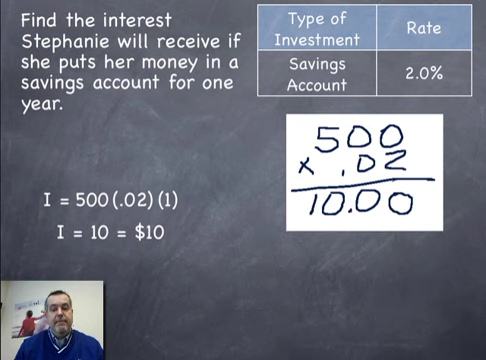 Find the interest
Stephanie will receive if
she puts her money in a
savings account for one
year.
Type of
Investment
Rate
Savings
Account
2.0%
500
x .02
10.00
I = 500(.02)(1)
I = 10 = $10